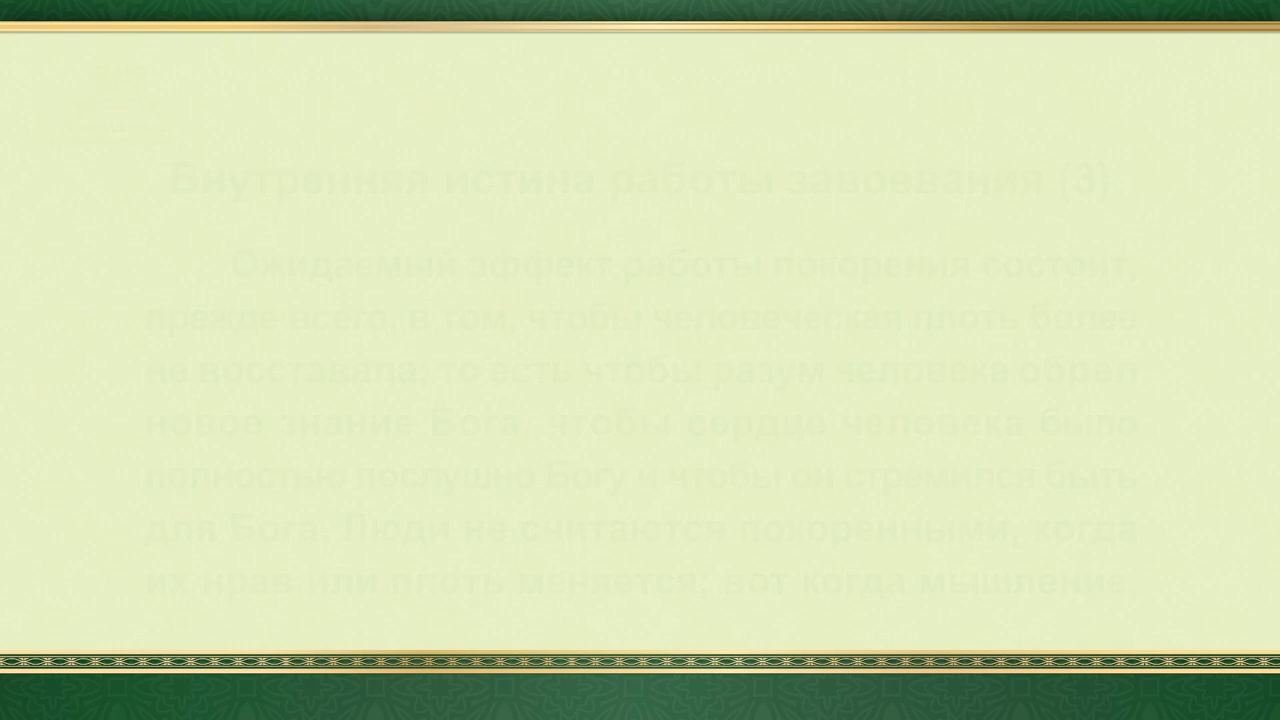 Внутренняя истина работы завоевания (3)
Ожидаемый эффект работы покорения состоит,
прежде всего, в том, чтобы человеческая плоть более
не восставала; то есть чтобы разум человека обрел
новое знание Бога, чтобы сердце человека было
полностью послушно Богу и чтобы он стремился быть
для Бога. Люди не считаются покоренными, когда
их нрав или плоть меняется; вот когда мышление,